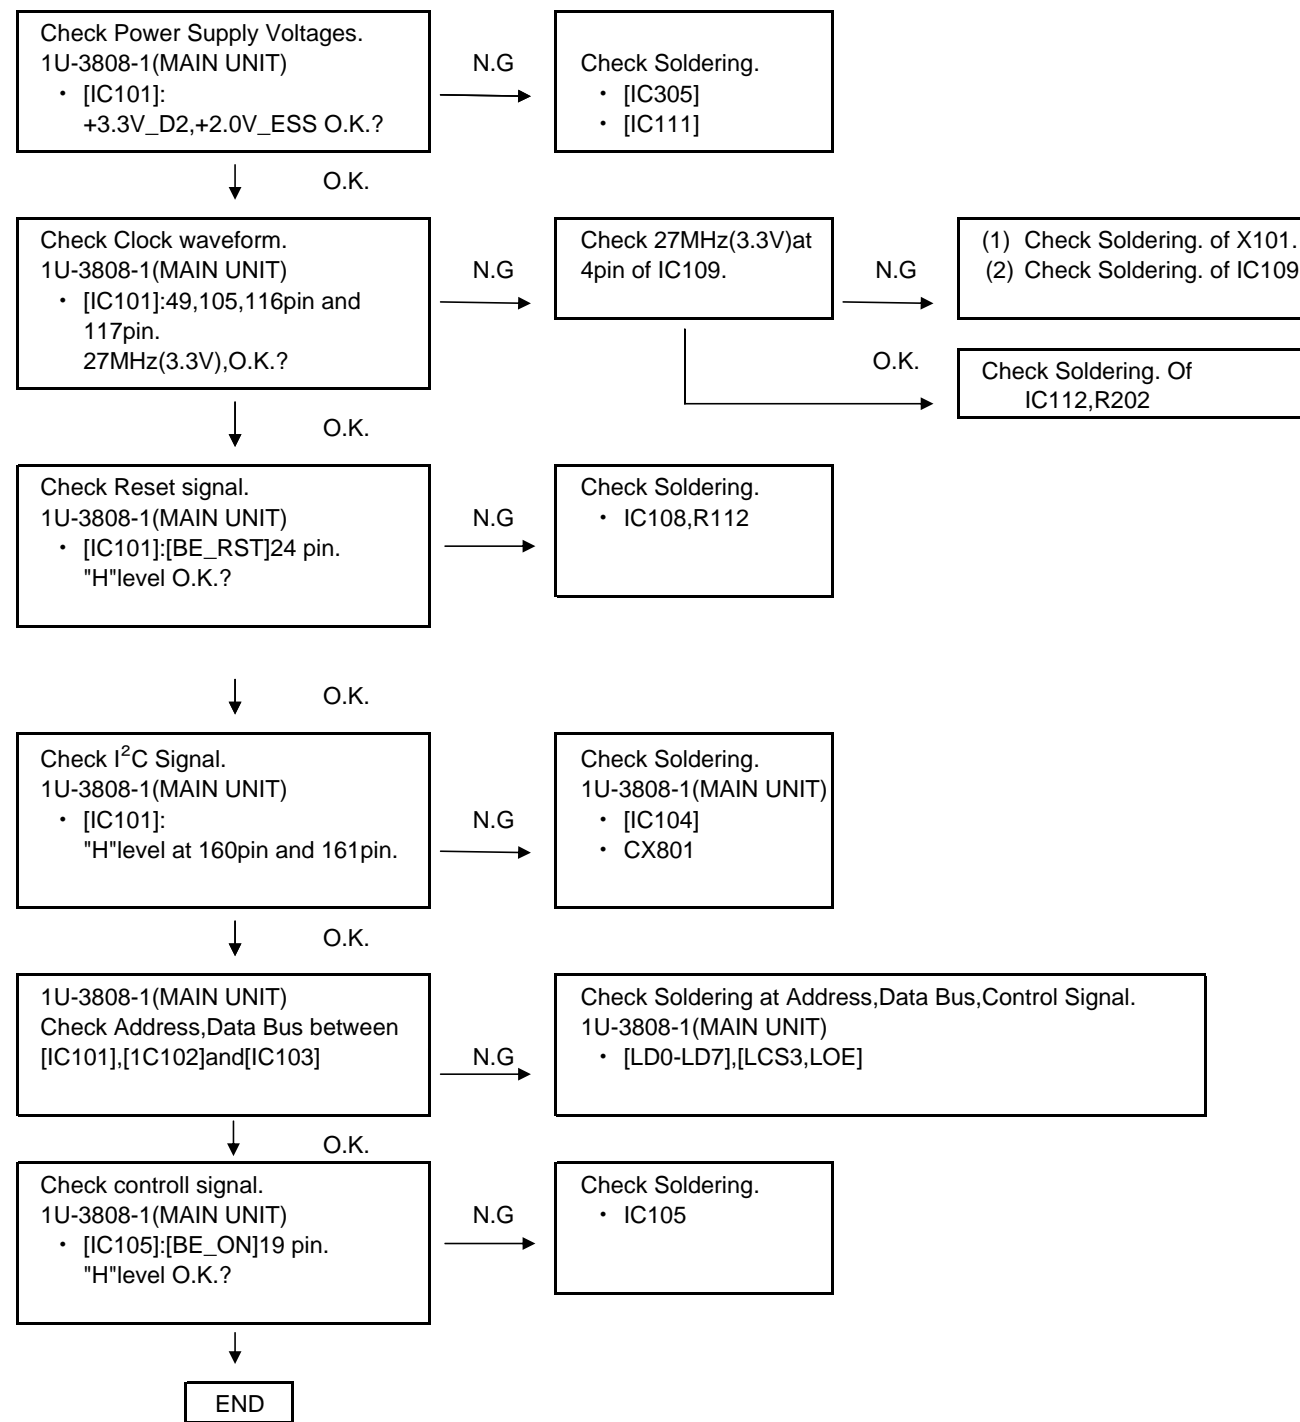 Check Power Supply Voltages.
1U-3808-1(MAIN UNIT)
・ [IC101]:
+3.3V_D2,+2.0V_ESS O.K.?
N.G
Check Soldering.
・ [IC305]
・ [IC111]
O.K.
Check Clock waveform.
1U-3808-1(MAIN UNIT)
・ [IC101]:49,105,116pin and
117pin.
27MHz(3.3V),O.K.?
N.G
Check 27MHz(3.3V)at
4pin of IC109.
N.G
(1) Check Soldering. of X101.
(2) Check Soldering. of IC109
O.K.
Check Soldering. Of
IC112,R202
O.K.
Check Reset signal.
1U-3808-1(MAIN UNIT)
・ [IC101]:[BE_RST]24 pin.
"H"level O.K.?
N.G
Check Soldering.
・ IC108,R112
O.K.
Check I²C Signal.
1U-3808-1(MAIN UNIT)
・ [IC101]:
"H"level at 160pin and 161pin.
N.G
Check Soldering.
1U-3808-1(MAIN UNIT)
・ [IC104]
・ CX801
O.K.
1U-3808-1(MAIN UNIT)
Check Address,Data Bus between
[IC101],[1C102]and[IC103]
N.G
Check Soldering at Address,Data Bus,Control Signal.
1U-3808-1(MAIN UNIT)
・ [LD0-LD7],[LCS3,LOE]
O.K.
Check controll signal.
1U-3808-1(MAIN UNIT)
・ [IC105]:[BE_ON]19 pin.
"H"level O.K.?
N.G
Check Soldering.
・ IC105
END